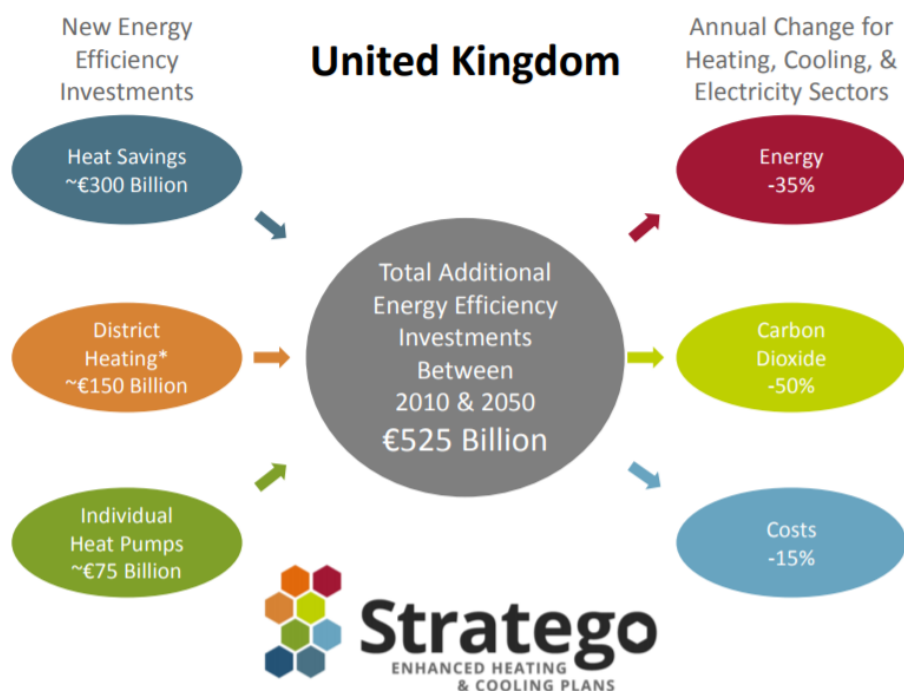 New Energy
Efficiency
Investments
United Kingdom
Annual Change for
Heating, Cooling, &
Electricity Sectors
Heat Savings
~€300 Billion
District
Heating*
~€150 Billion
Individual
Heat Pumps
~€75 Billion
Total Additional
Energy Efficiency
Investments
Between
2010 & 2050
€525 Billion
Energy
-35%
Carbon
Dioxide
-50%
Costs
-15%
Stratego
ENHANCED HEATING
& COOLING PLANS